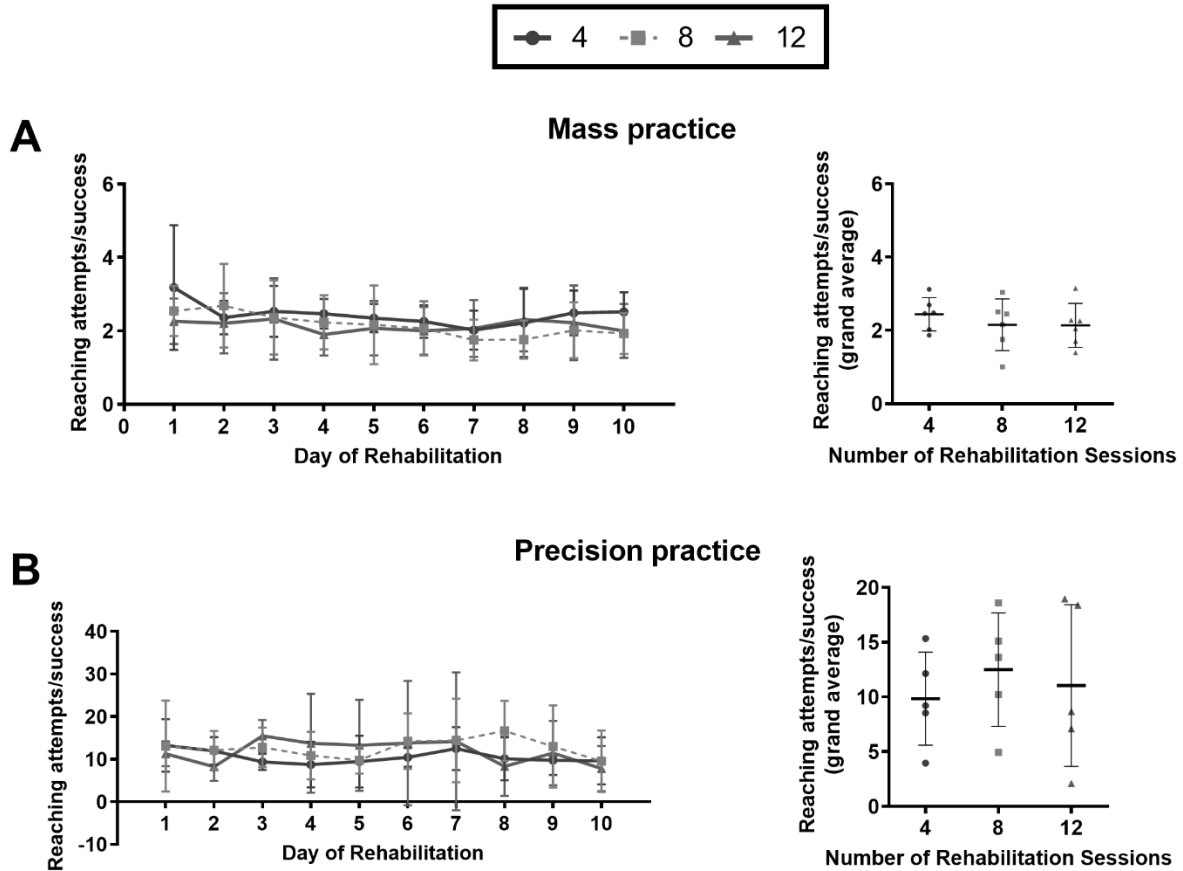 4 8 12
A
Mass practice
Reaching attempts/success
6
4
2
0
0 1 2 3 4 5 6 7 8 9 10
Day of Rehabilitation
Reaching attempts/success
(grand average)
6
4
2
0
4 8 12
Number of Rehabilitation Sessions
B
Precision practice
Reaching attempts/success
40
30
20
10
0
-10
1 2 3 4 5 6 7 8 9 10
Day of Rehabilitation
Reaching attempts/success
(grand average)
20
15
10
5
0
4 8 12
Number of Rehabilitation Sessions